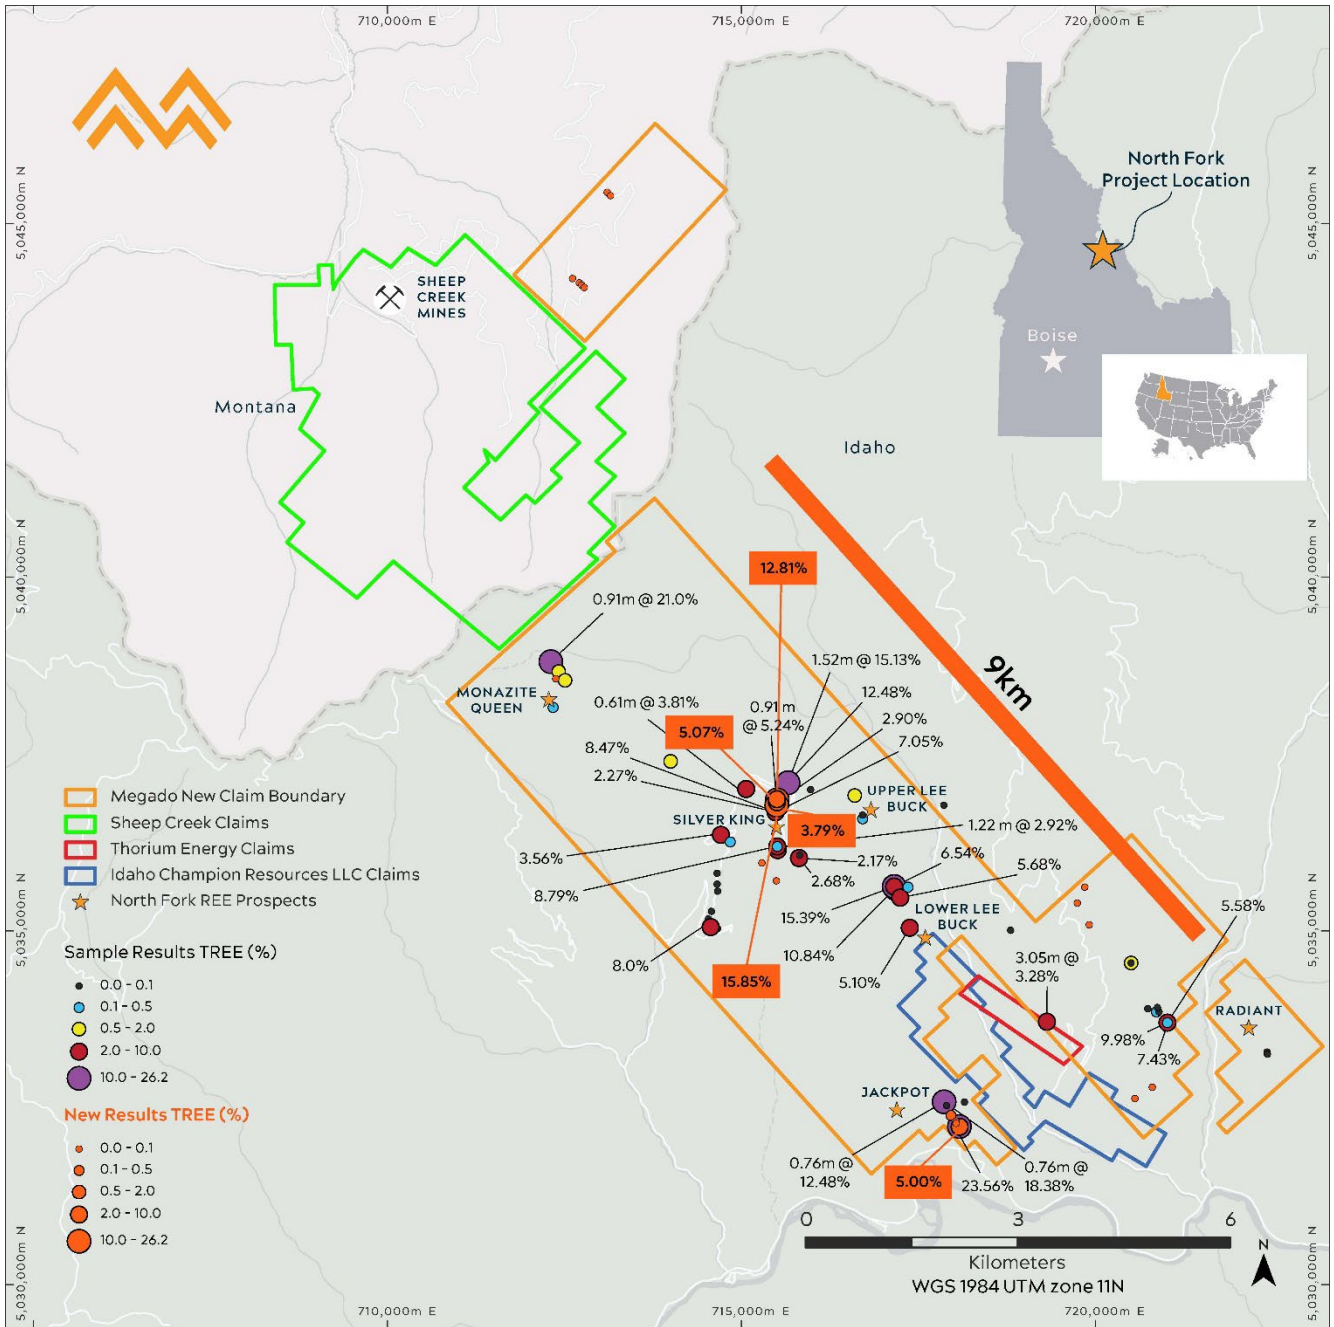 710,000m E
715,000m E
720,000m E
5,045,000m N
5,045,000m N
North Fork
Project Location
SHEEP
CREEK
MINES
Boise
Montana
Idaho
5,040,000m N
5,040,000m N
12.81%
0.91m @ 21.0%
9km
1.52m @ 15.13%
MONAZITE
QUEEN
0.61m @ 3.81%
0.91 m
@ 5.24%
12.48%
5.07%
2.90%
8.47%
7.05%
2.27%
UPPER LEE
BUCK
SILVER KING
3.79%
1.22 m @ 2.92%
3.56%
2.17%
6.54%
2.68%
5.68%
8.79%
15.39%
LOWER LEE
BUCK
5.58%
10.84%
8.0%
15.85%
5.10%
3.05m @
3.28%
RADIANT
9.98%
7.43%
JACKPOT
0.76m @
12.48%
5.00%
23.56%
0.76m @
18.38%
Megado New Claim Boundary
Sheep Creek Claims
Thorium Energy Claims
Idaho Champion Resources LLC Claims
North Fork REE Prospects
5,035,000m N
5,035,000m N
Sample Results TREE (%)
0.0 - 0.1
0.1 - 0.5
0.5 - 2.0
2.0 - 10.0
10.0 - 26.2
New Results TREE (%)
0.0 - 0.1
0.1 - 0.5
0.5 - 2.0
2.0 - 10.0
10.0 - 26.2
0 3 6
Kilometers
WGS 1984 UTM zone 11N
N
5,030,000m N
5,030,000m N
710,000m E
715,000m E
720,000m E